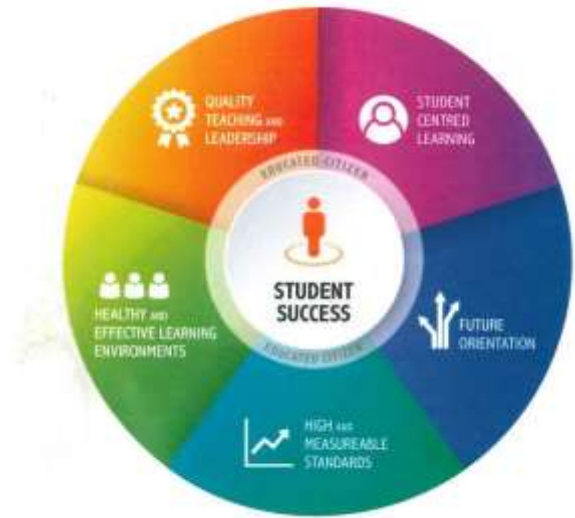 QUALITY
TEACHING AND
LEADERSHIP
STUDENT
CENTRED
LEARNING
EDUCATED CITIZEN
STUDENT
SUCCESS
EDUCATED CITIZEN
HEALTHY AND
EFFECTIVE LEARNING
ENVIRONMENTS
FUTURE
ORIENTATION
HIGH AND
MEASUREABLE
STANDARDS